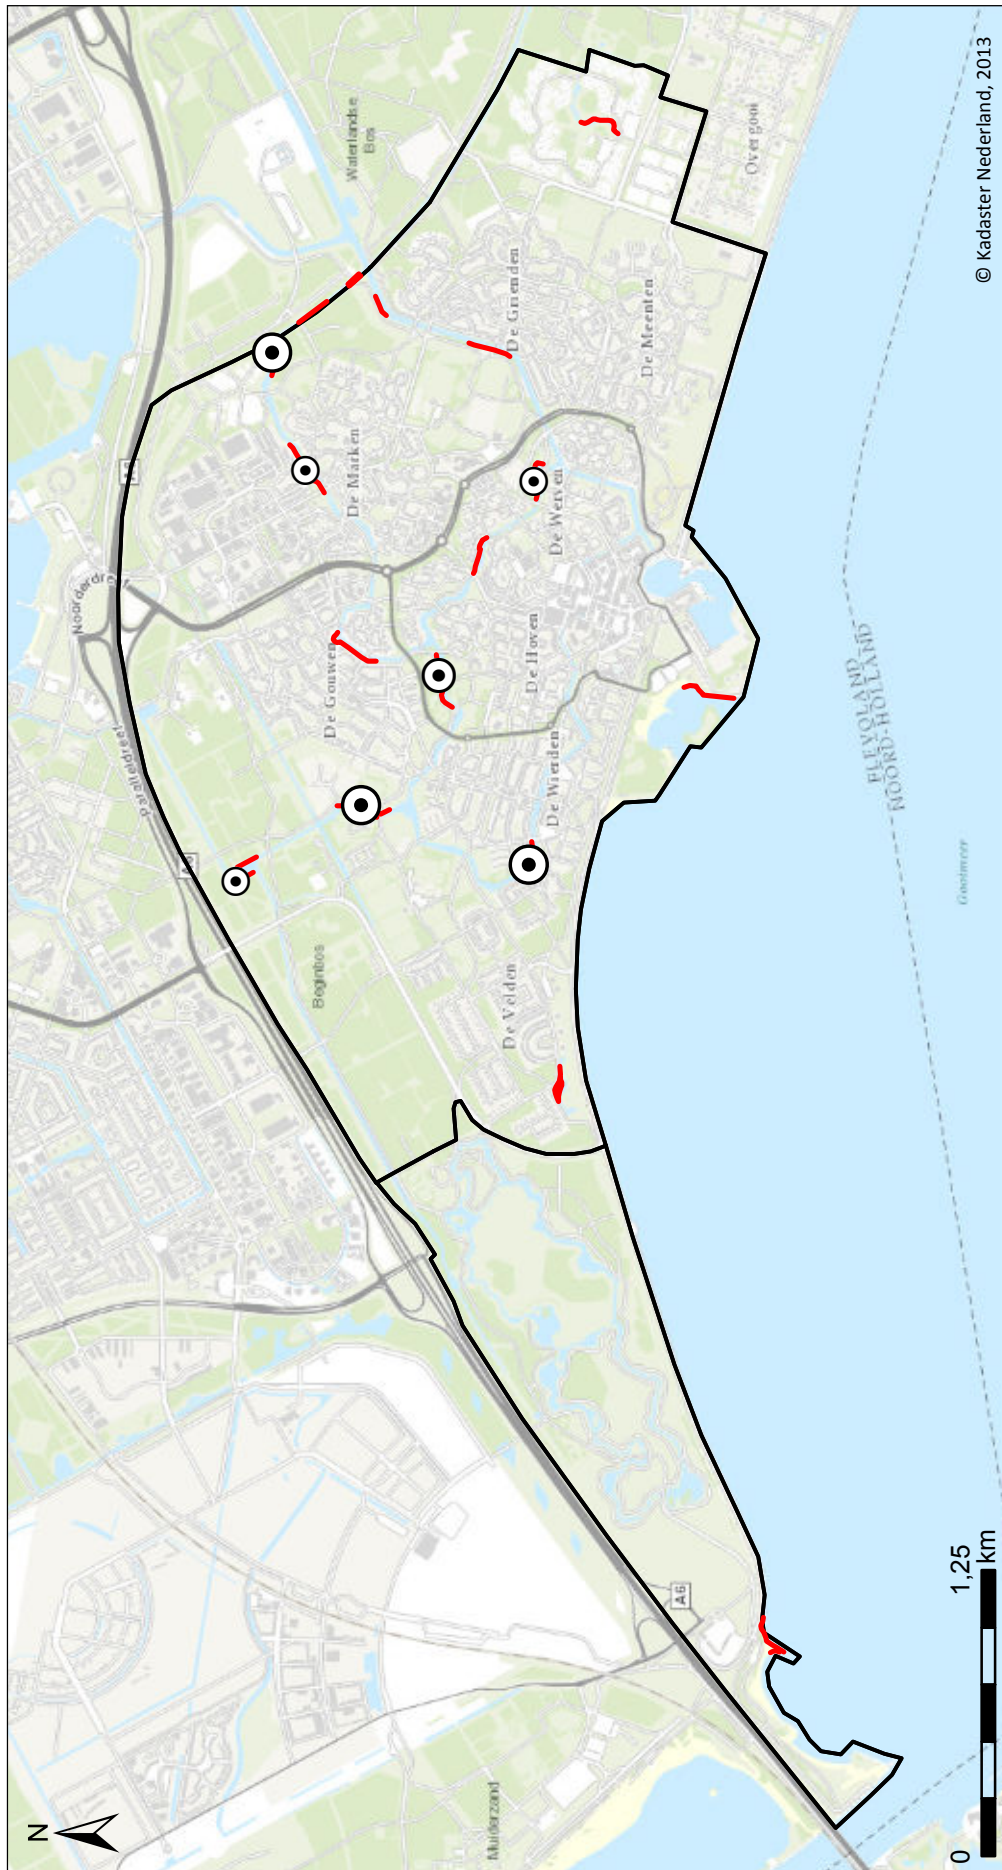 N
Noorderdreef
Paralleldreef
Waterlandse
Bos
De Marken
De Gouwen
De Grienden
De Meenten
Overgooi
De Werven
De Hoven
De Wierden
De Velden
Beginbos
Muiderzand
A6
FLEVOLAND
NOORD-HOLLAND
Gooimeer
0
1,25
km
© Kadaster Nederland, 2013